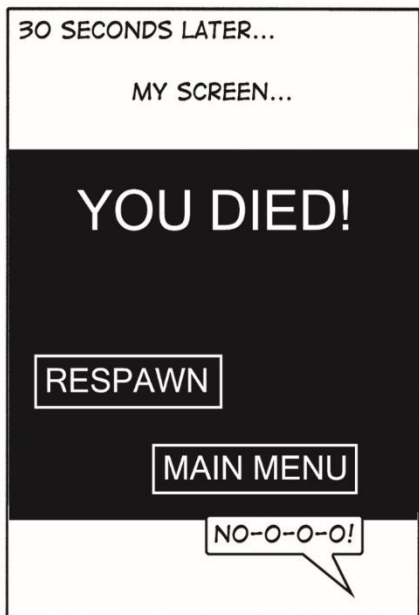 30 SECONDS LATER...
MY SCREEN...
YOU DIED!
RESPAWN
MAIN MENU
NO-O-O-O!